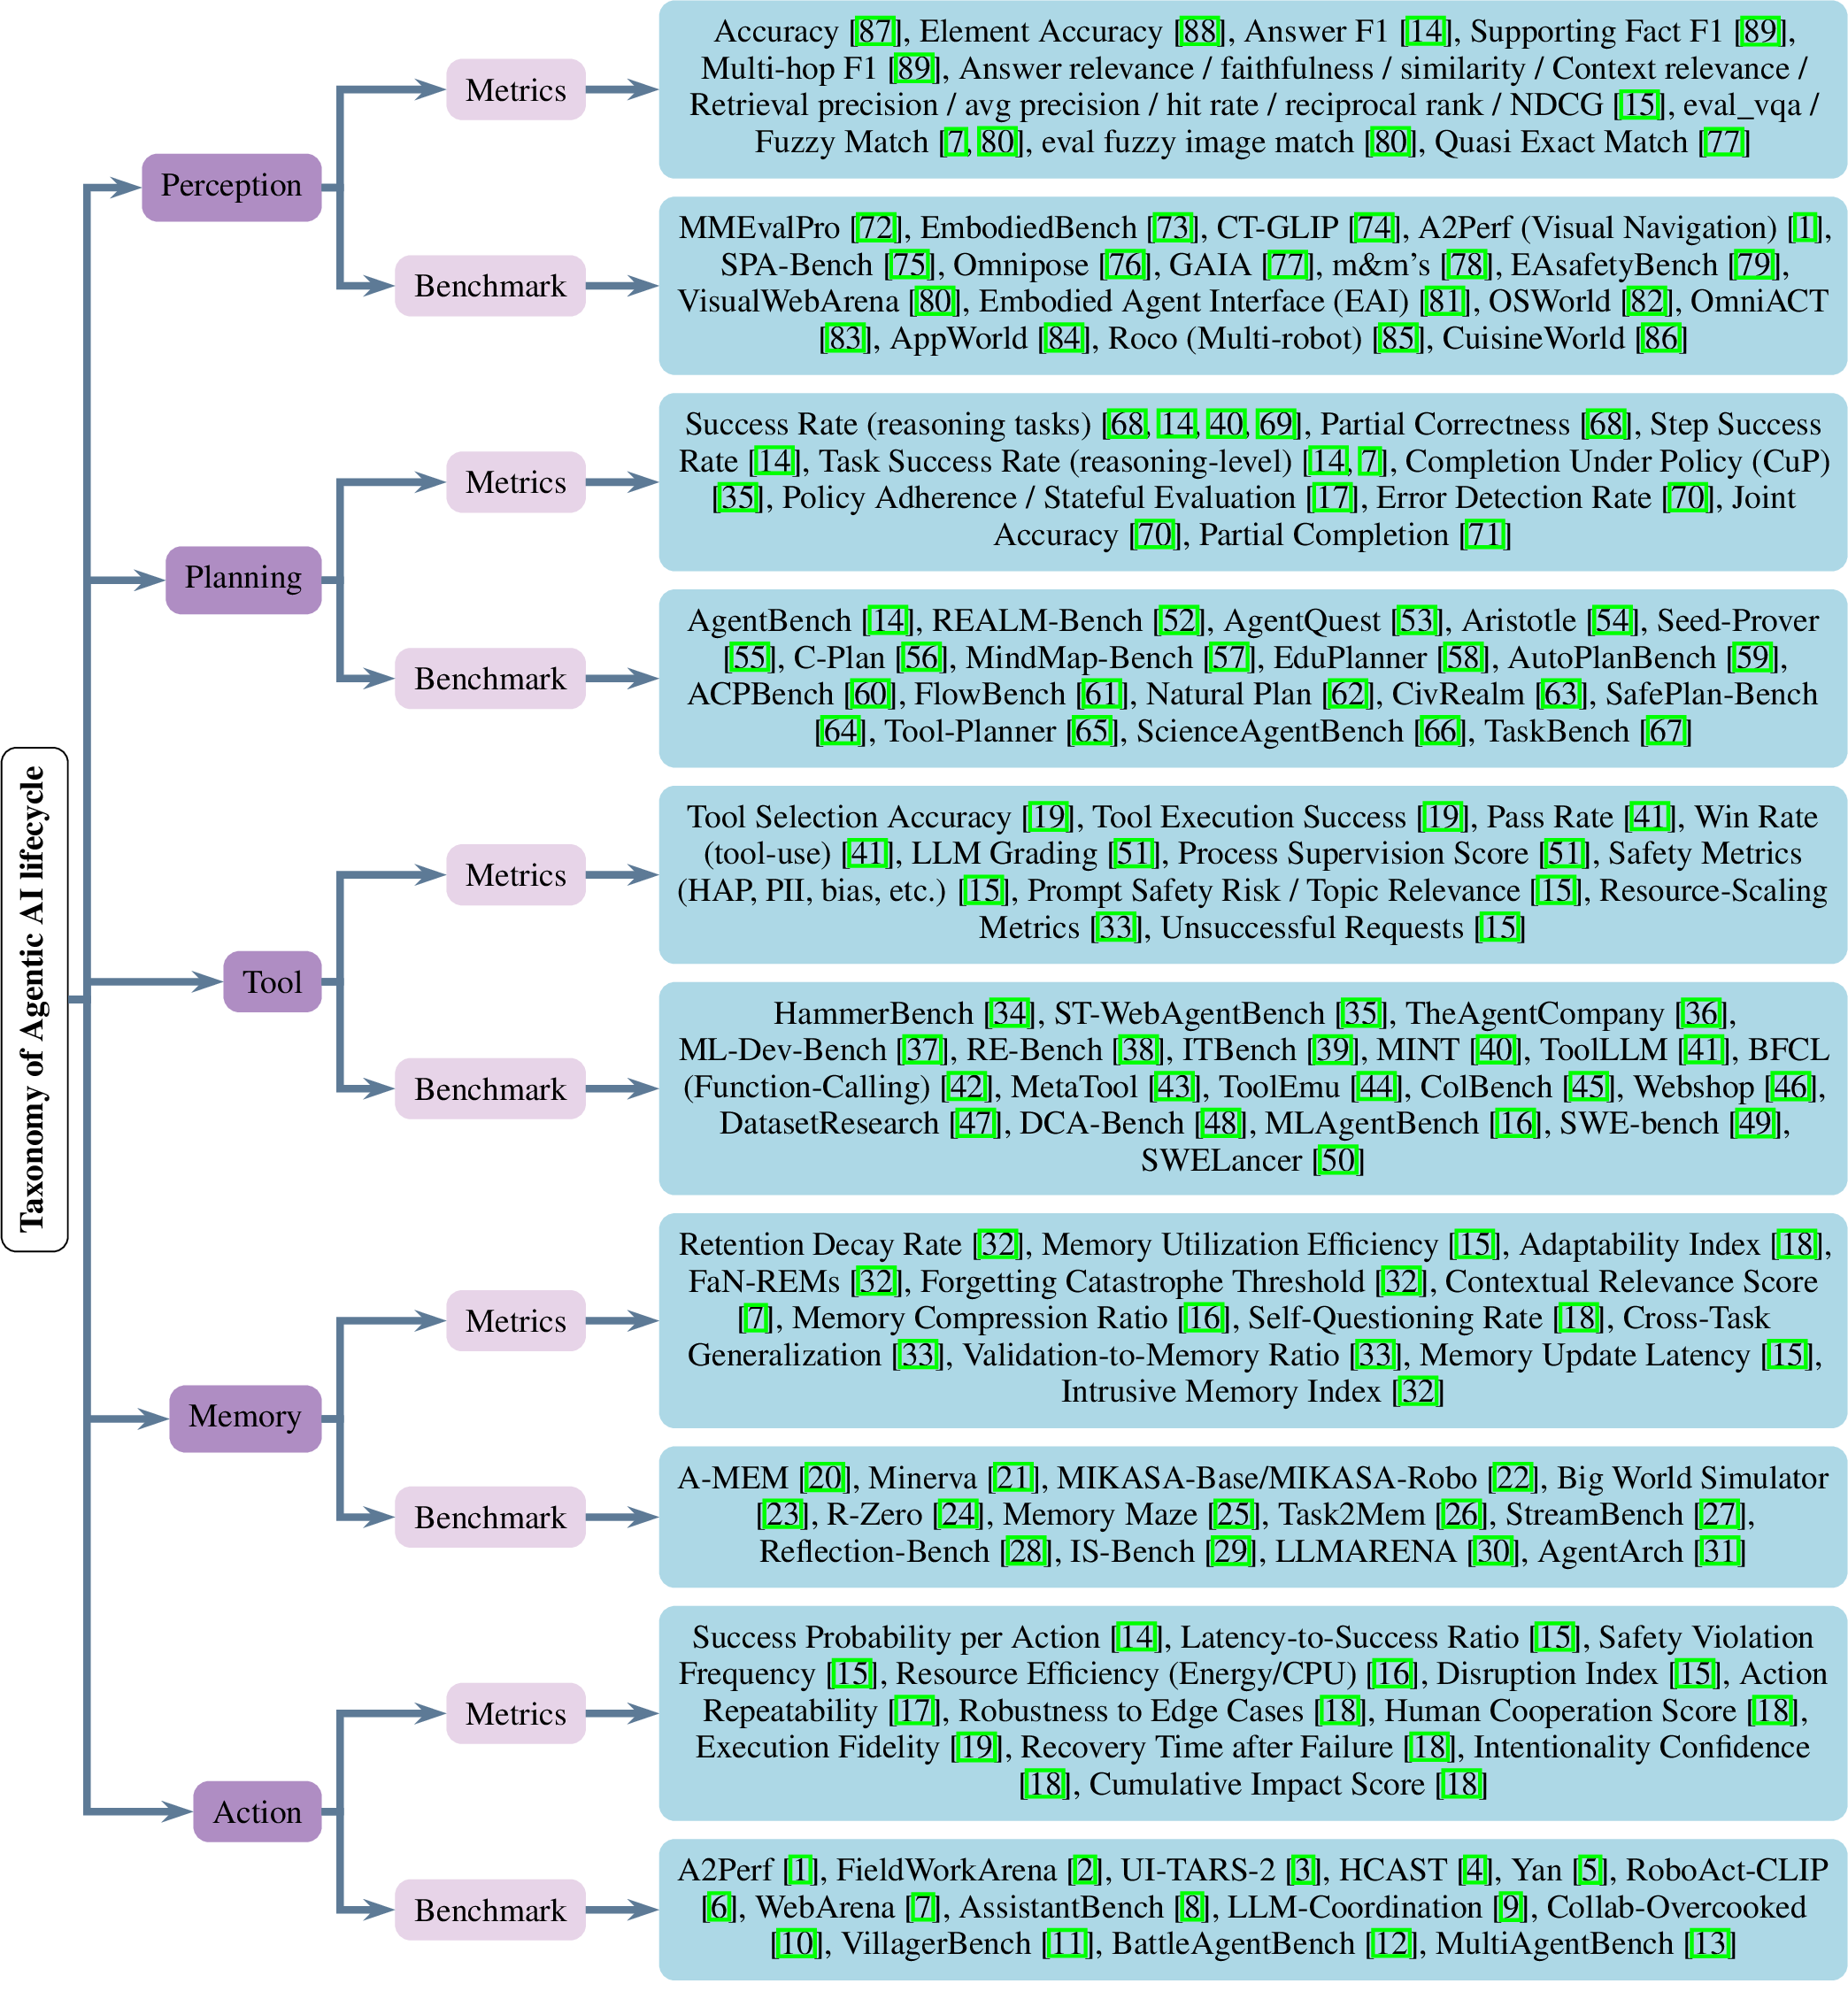 Taxonomy of Agentic AI lifecycle
Perception
Metrics
Accuracy [87], Element Accuracy [88], Answer F1 [14], Supporting Fact F1 [89],
Multi-hop F1 [89], Answer relevance / faithfulness / similarity / Context relevance /
Retrieval precision / avg precision / hit rate / reciprocal rank / NDCG [15], eval_vqa /
Fuzzy Match [7, 80], eval fuzzy image match [80], Quasi Exact Match [77]
Benchmark
MMEvalPro [72], EmbodiedBench [73], CT-GLIP [74], A2Perf (Visual Navigation) [1],
SPA-Bench [75], Omnipose [76], GAIA [77], m&m's [78], EAsafetyBench [79],
VisualWebArena [80], Embodied Agent Interface (EAI) [81], OSWorld [82], OmniACT
[83], AppWorld [84], Roco (Multi-robot) [85], CuisineWorld [86]
Planning
Metrics
Success Rate (reasoning tasks) [68, 14, 40, 69], Partial Correctness [68], Step Success
Rate [14], Task Success Rate (reasoning-level) [14, 7], Completion Under Policy (CuP)
[35], Policy Adherence / Stateful Evaluation [17], Error Detection Rate [70], Joint
Accuracy [70], Partial Completion [71]
Benchmark
AgentBench [14], REALM-Bench [52], AgentQuest [53], Aristotle [54], Seed-Prover
[55], C-Plan [56], MindMap-Bench [57], EduPlanner [58], AutoPlanBench [59],
ACPBench [60], FlowBench [61], Natural Plan [62], CivRealm [63], SafePlan-Bench
[64], Tool-Planner [65], ScienceAgentBench [66], TaskBench [67]
Tool
Metrics
Tool Selection Accuracy [19], Tool Execution Success [19], Pass Rate [41], Win Rate
(tool-use) [41], LLM Grading [51], Process Supervision Score [51], Safety Metrics
(HAP, PII, bias, etc.) [15], Prompt Safety Risk / Topic Relevance [15], Resource-Scaling
Metrics [33], Unsuccessful Requests [15]
Benchmark
HammerBench [34], ST-WebAgentBench [35], TheAgentCompany [36],
ML-Dev-Bench [37], RE-Bench [38], ITBench [39], MINT [40], ToolLLM [41], BFCL
(Function-Calling) [42], MetaTool [43], ToolEmu [44], ColBench [45], Webshop [46],
DatasetResearch [47], DCA-Bench [48], MLAgentBench [16], SWE-bench [49],
SWELancer [50]
Memory
Metrics
Retention Decay Rate [32], Memory Utilization Efficiency [15], Adaptability Index [18],
FaN-REMs [32], Forgetting Catastrophe Threshold [32], Contextual Relevance Score
[7], Memory Compression Ratio [16], Self-Questioning Rate [18], Cross-Task
Generalization [33], Validation-to-Memory Ratio [33], Memory Update Latency [15],
Intrusive Memory Index [32]
Benchmark
A-MEM [20], Minerva [21], MIKASA-Base/MIKASA-Robo [22], Big World Simulator
[23], R-Zero [24], Memory Maze [25], Task2Mem [26], StreamBench [27],
Reflection-Bench [28], IS-Bench [29], LLMARENA [30], AgentArch [31]
Action
Metrics
Success Probability per Action [14], Latency-to-Success Ratio [15], Safety Violation
Frequency [15], Resource Efficiency (Energy/CPU) [16], Disruption Index [15], Action
Repeatability [17], Robustness to Edge Cases [18], Human Cooperation Score [18],
Execution Fidelity [19], Recovery Time after Failure [18], Intentionality Confidence
[18], Cumulative Impact Score [18]
Benchmark
A2Perf [1], FieldWorkArena [2], UI-TARS-2 [3], HCAST [4], Yan [5], RoboAct-CLIP
[6], WebArena [7], AssistantBench [8], LLM-Coordination [9], Collab-Overcooked
[10], VillagerBench [11], BattleAgentBench [12], MultiAgentBench [13]